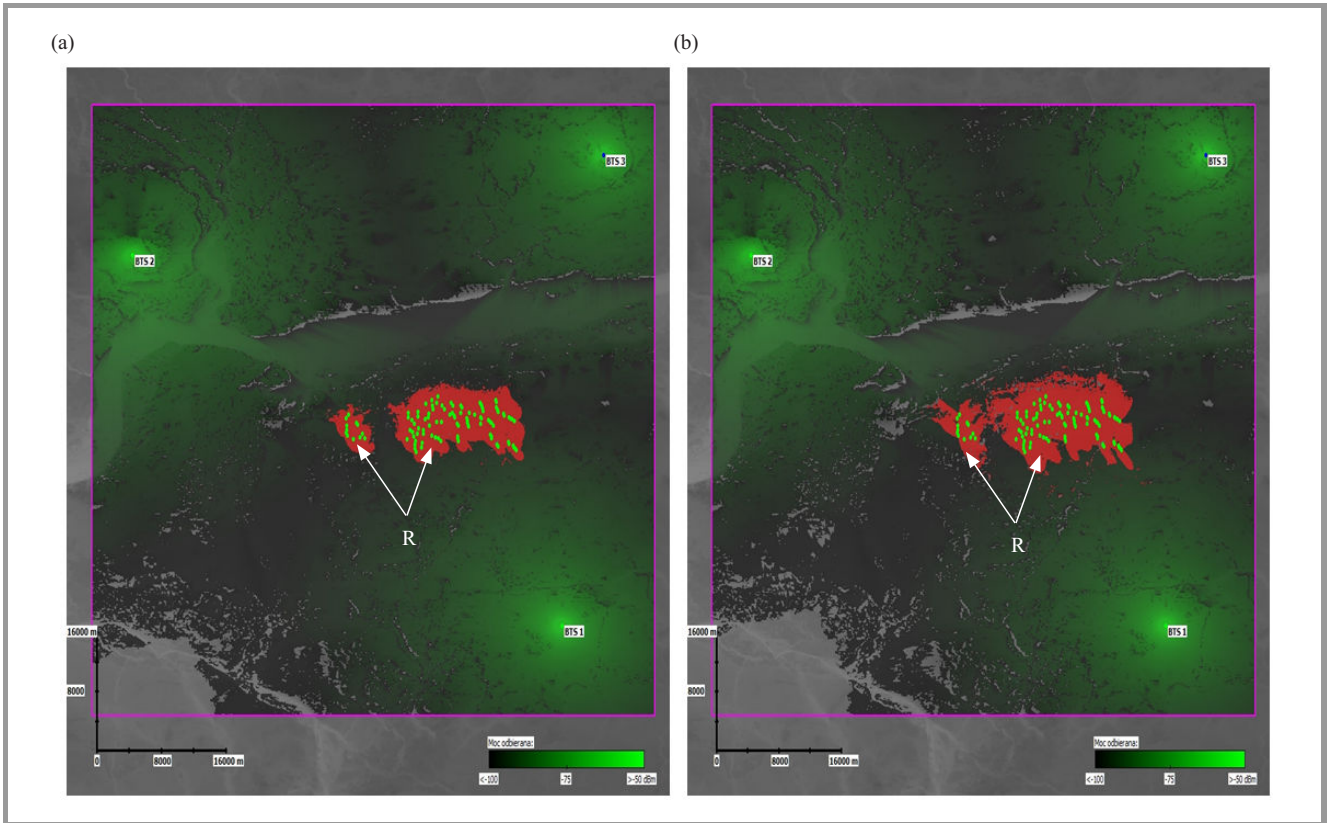 (a)
(b)
BTS 3
BTS 3
BTS 2
BTS 2
R
R
BTS 1
BTS 1
16000 m
8000
0
8000
16000 m
16000 m
8000
0
8000
16000 m
Moc odbierana:
<-100
-75
>-50 dBm
Moc odbierana:
<-100
-75
>-50 dBm